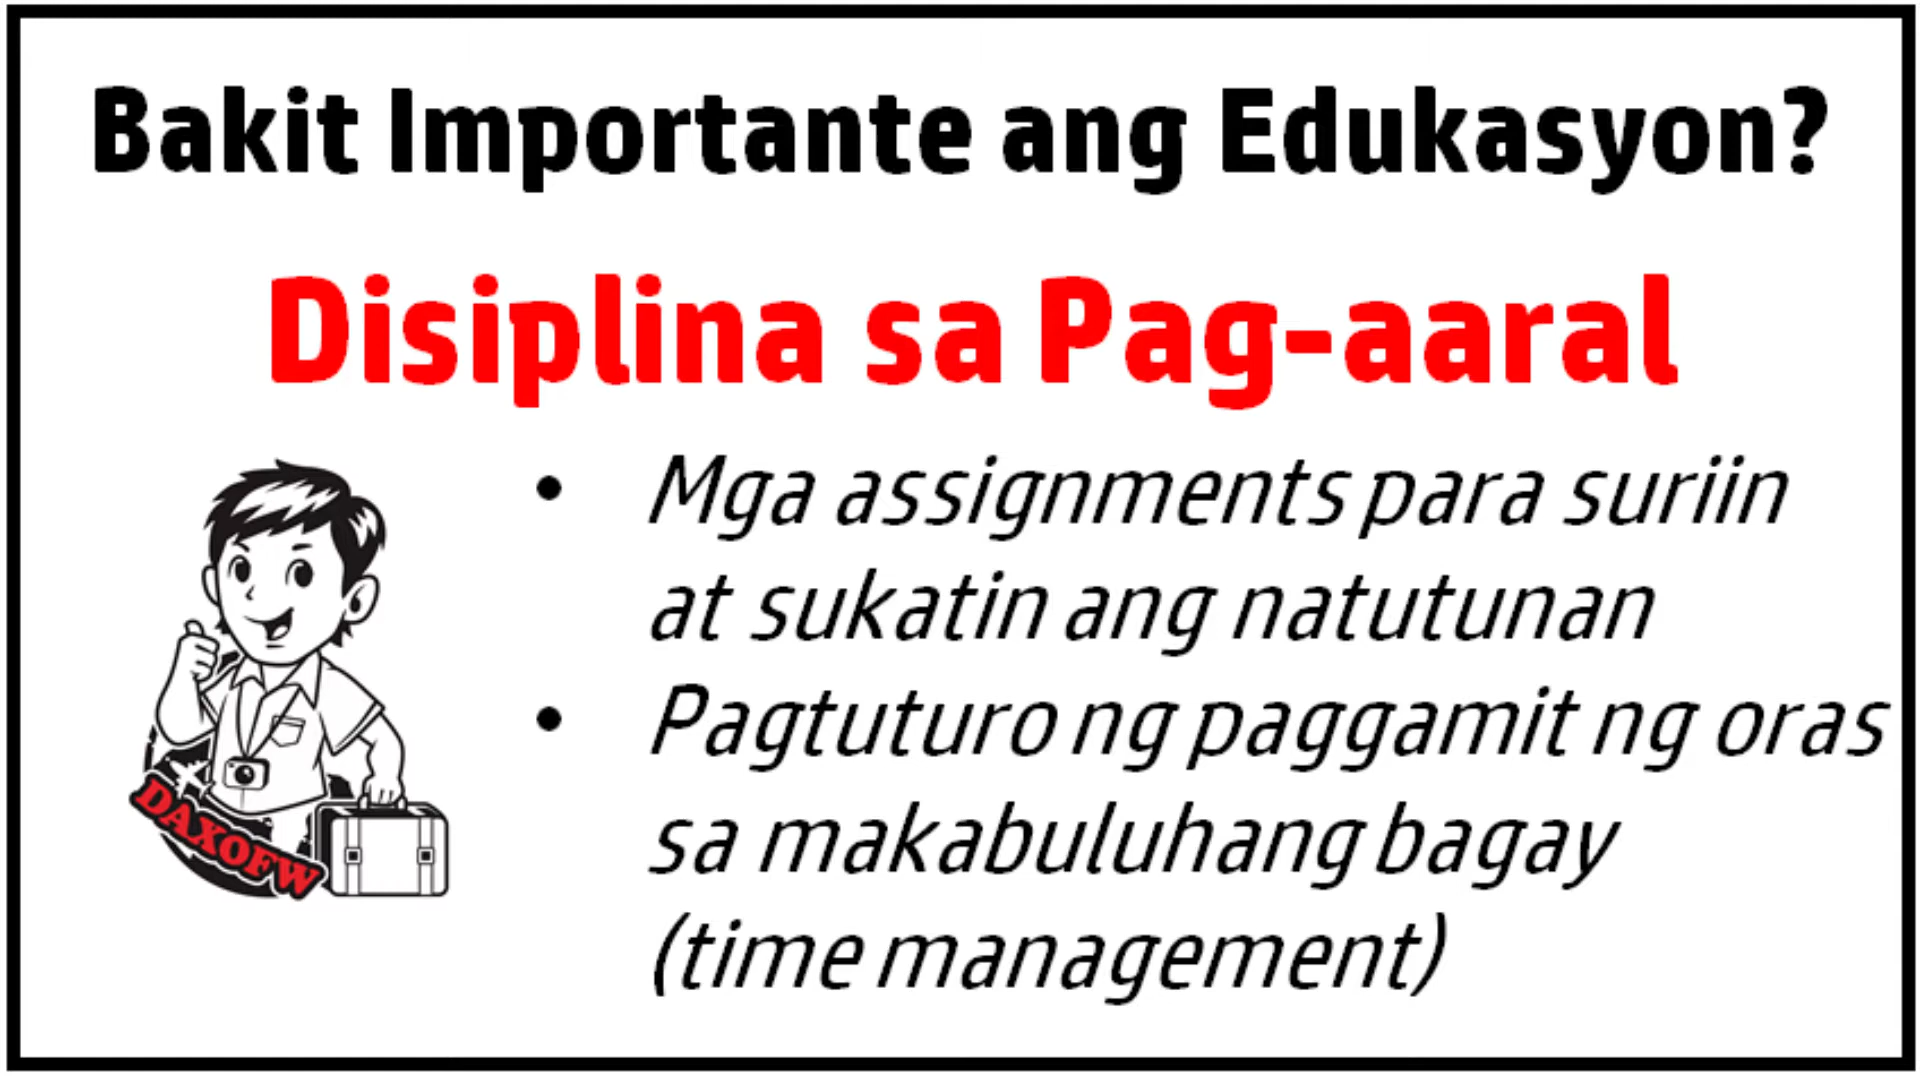 Bakit Importante ang Edukasyon?
Disiplina sa Pag-aaral
• Mga assignments para suriin
at sukatin ang natutunan
• Pagtuturo ng paggamit ng oras
sa makabuluhang bagay
(time management)
DAXOFW